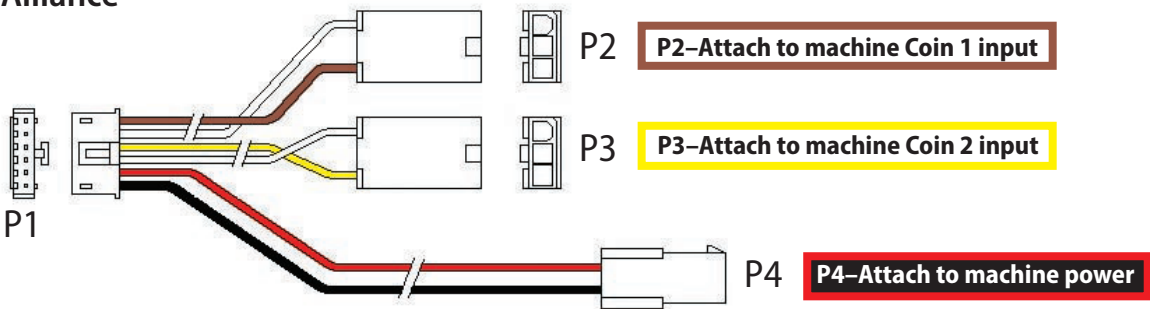 P2 P2–Attach to machine Coin 1 input
P3 P3–Attach to machine Coin 2 input
P1
P4 P4–Attach to machine power